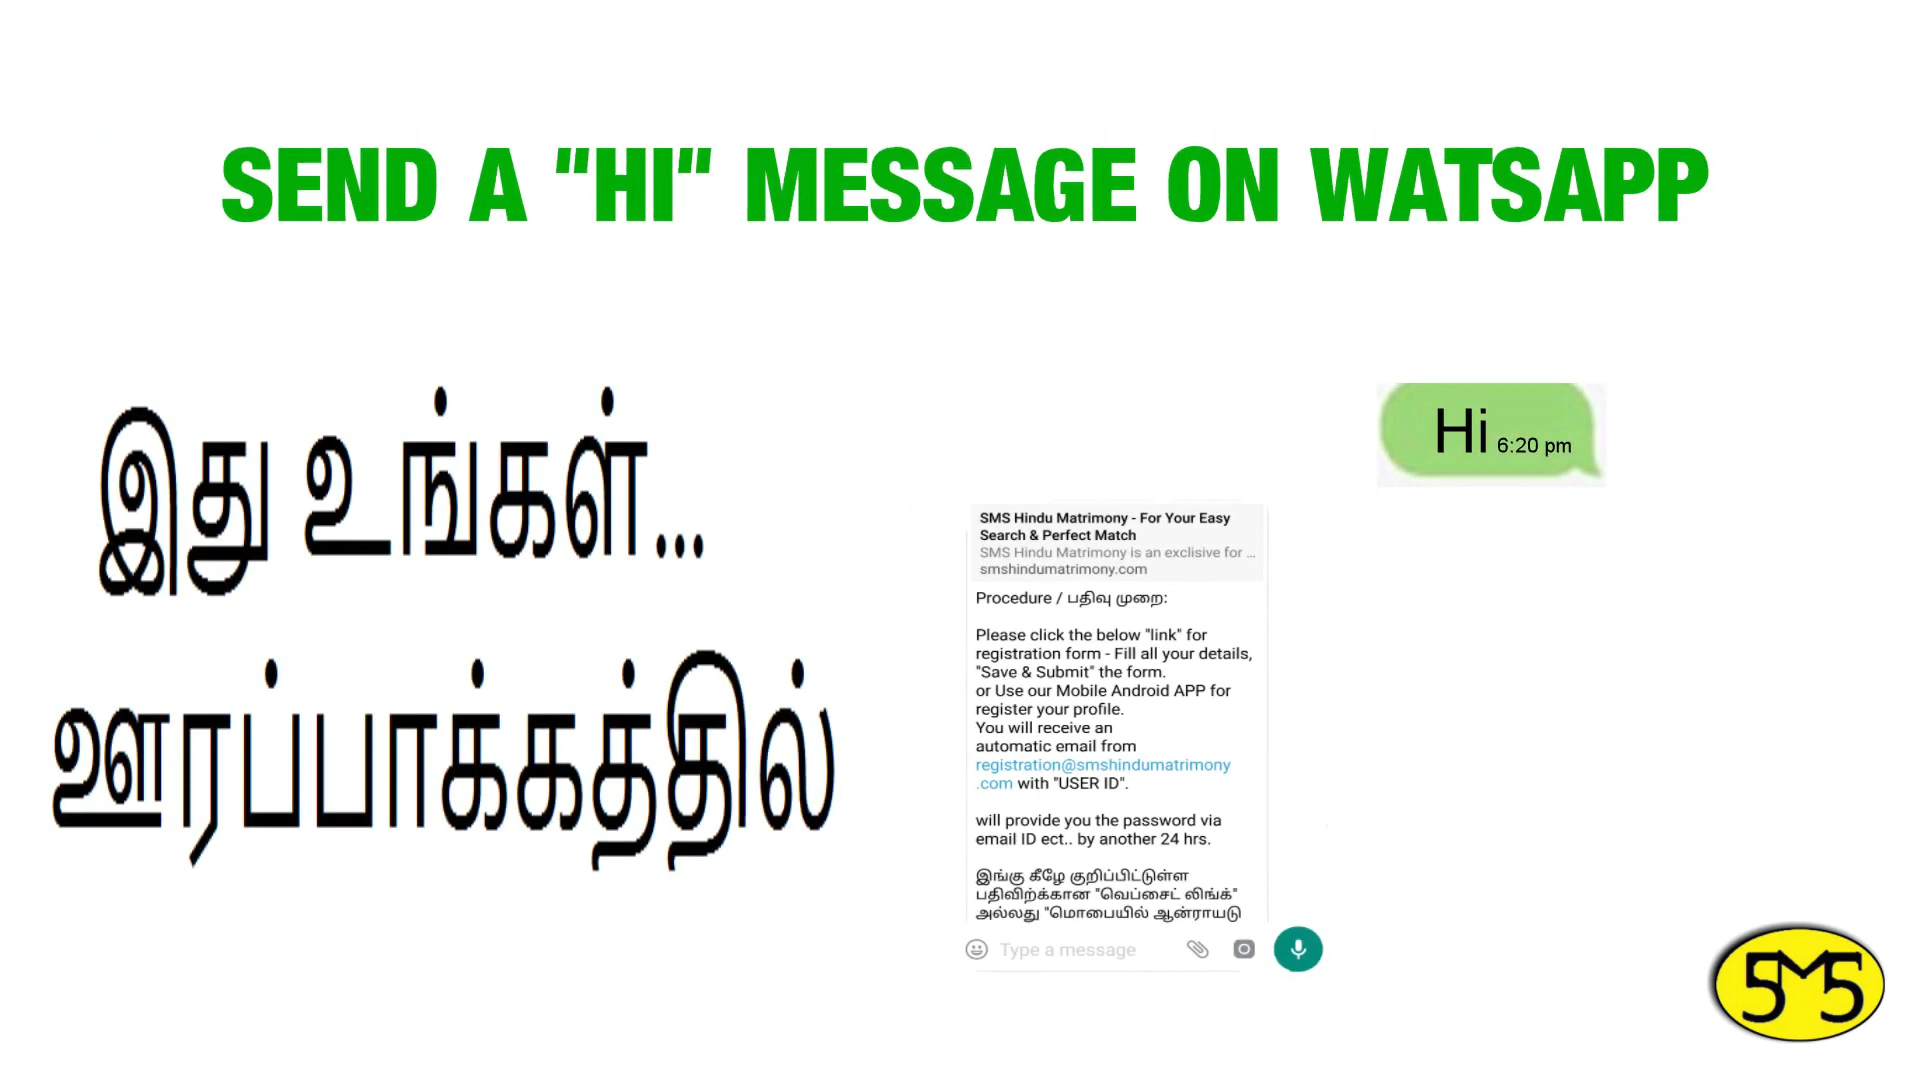 SEND A "HI" MESSAGE ON WATSAPP
இது உங்கள்...
ஊரப்பாக்கத்தில்
Hi 6:20 pm
SMS Hindu Matrimony - For Your Easy
Search & Perfect Match
SMS Hindu Matrimony is an exclisive for ...
smshindumatrimony.com
Procedure / பதிவு முறை:
Please click the below "link" for
registration form - Fill all your details,
"Save & Submit" the form.
or Use our Mobile Android APP for
register your profile.
You will receive an
automatic email from
registration@smshindumatrimony
.com with "USER ID".
will provide you the password via
email ID ect.. by another 24 hrs.
இங்கு கீழே குறிப்பிட்டுள்ள
பதிவிற்க்கான "வெப்சைட் லிங்க்"
அல்லது "மொபையில் ஆன்ராயடு
Type a message
SMS